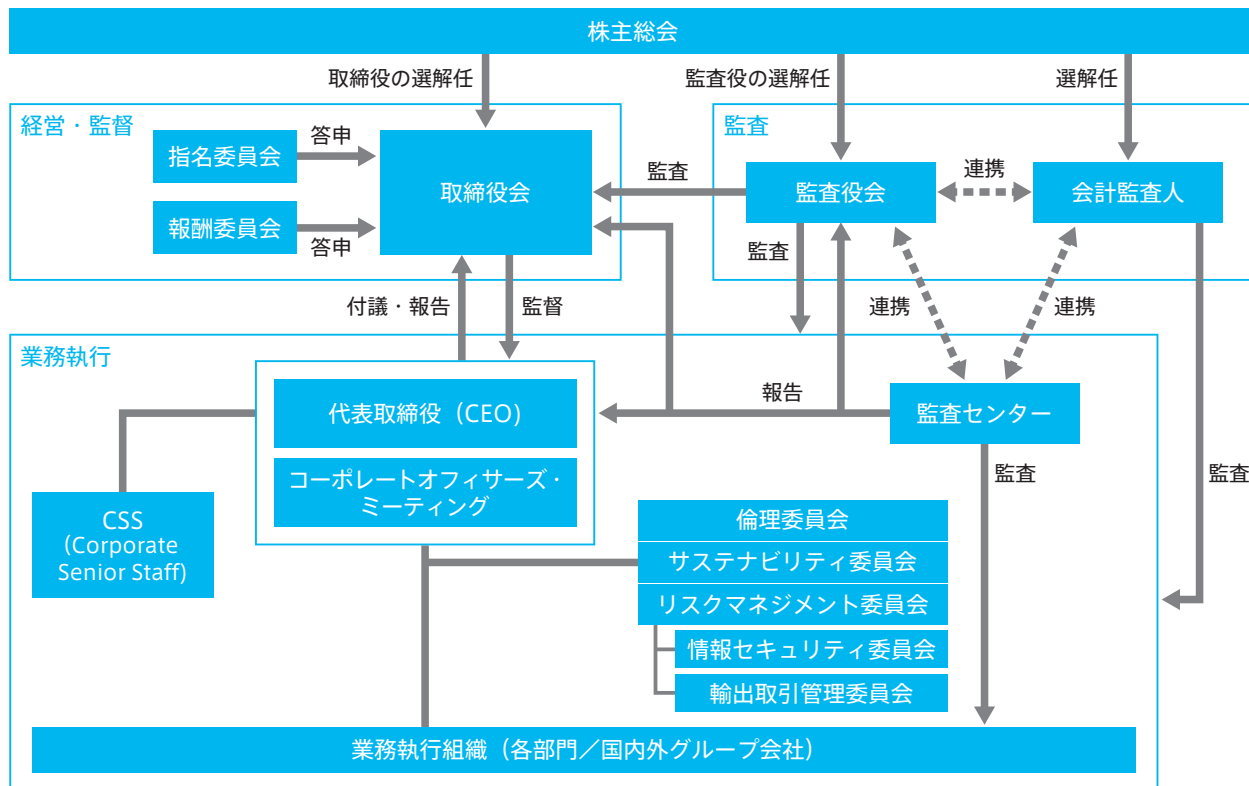 株主総会
取締役の選解任
監査役の選解任
選解任
経営・監督
監査
指名委員会
答申
取締役会
監査
監査役会
連携
会計監査人
報酬委員会
答申
監査
付議・報告
監督
連携
連携
業務執行
代表取締役（CEO）
報告
監査センター
コーポレートオフィサーズ・
ミーティング
監査
監査
CSS
(Corporate
Senior Staff)
倫理委員会
サステナビリティ委員会
リスクマネジメント委員会
情報セキュリティ委員会
輸出取引管理委員会
業務執行組織（各部門／国内外グループ会社）